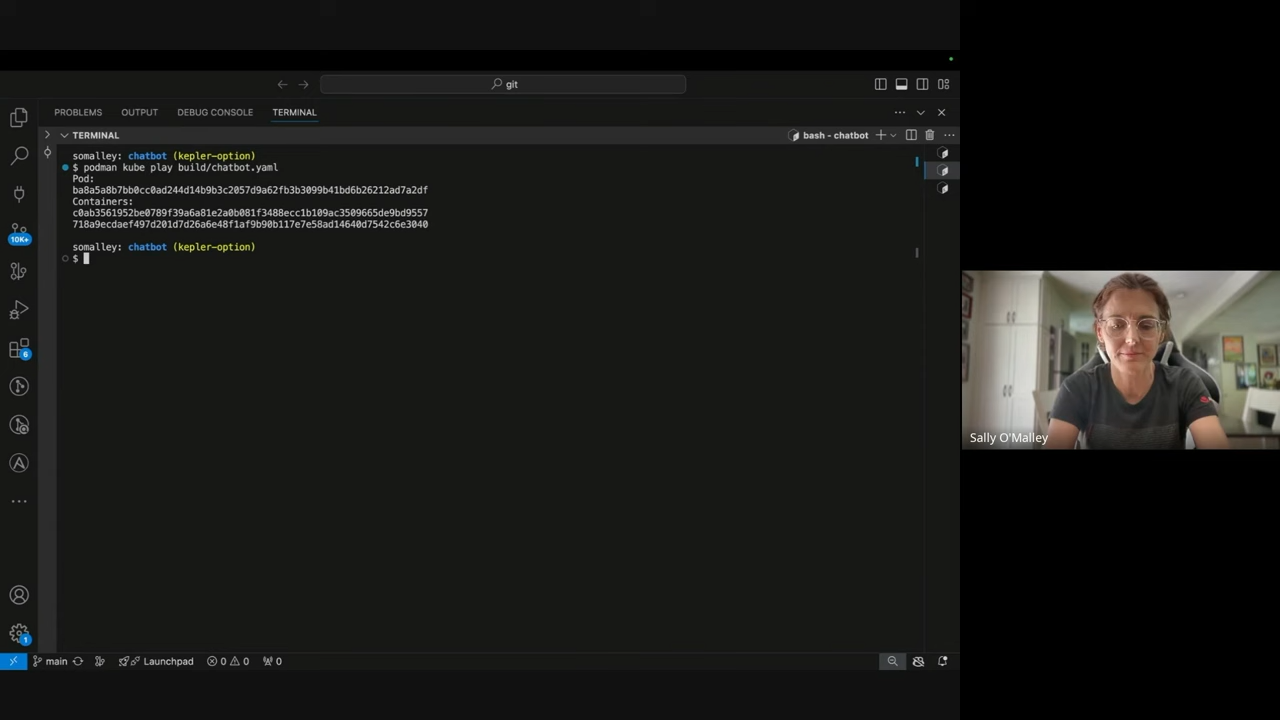 git
PROBLEMS OUTPUT DEBUG CONSOLE TERMINAL
TERMINAL
bash - chatbot
somalley: chatbot (kepler-option)
$ podman kube play build/chatbot.yaml
Pod:
ba8a5a8b7bb0cc0ad244d14b9b3c2057d9a62fb3b3099b41bd6b26212ad7a2df
Containers:
c0ab3561952be0789f39a6a81e2a0b081f3488ecc1b109ac3509665de9bd9557
718a9ecdaef497d201d7d26a6e48f1af9b90b117e7e58ad14640d7542c6e3040
somalley: chatbot (kepler-option)
$
10K+
6
1
main Launchpad 0 0 0
Sally O'Malley